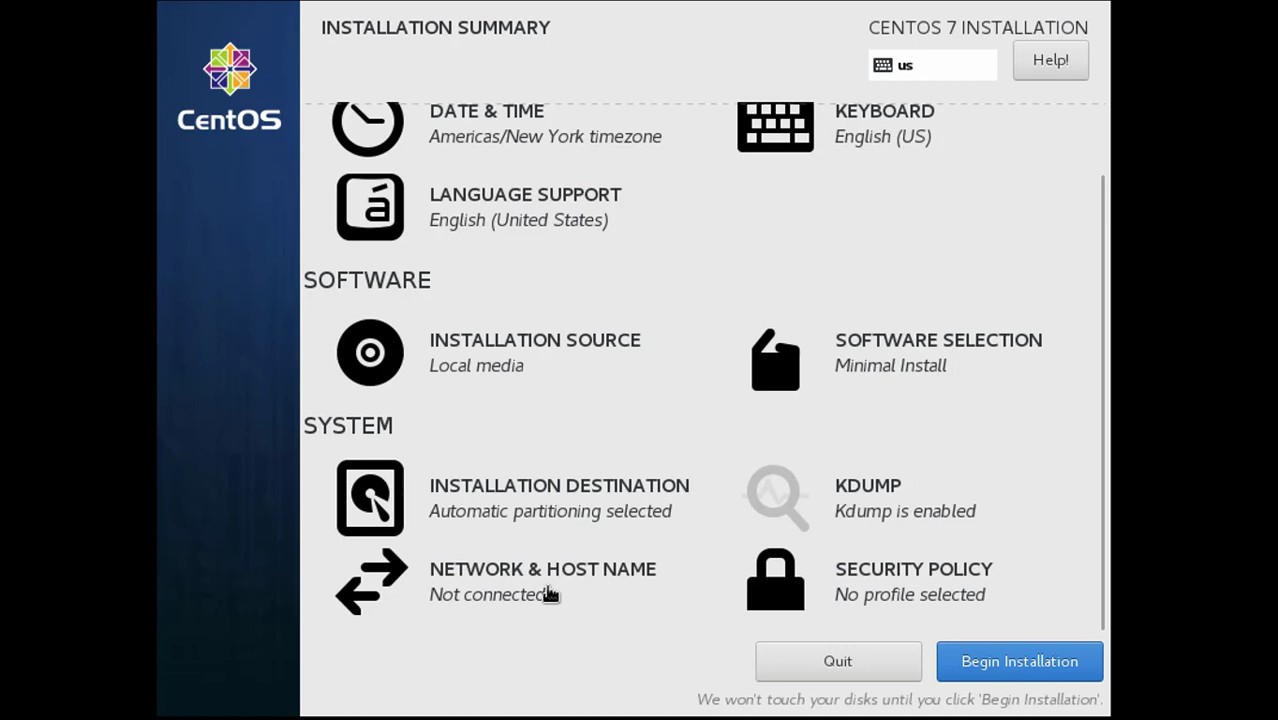 INSTALLATION SUMMARY
CENTOS 7 INSTALLATION
us
Help!
CentOS
DATE & TIME
Americas/New York timezone
KEYBOARD
English (US)
LANGUAGE SUPPORT
English (United States)
SOFTWARE
INSTALLATION SOURCE
Local media
SOFTWARE SELECTION
Minimal Install
SYSTEM
INSTALLATION DESTINATION
Automatic partitioning selected
KDUMP
Kdump is enabled
NETWORK & HOST NAME
Not connected
SECURITY POLICY
No profile selected
Quit
Begin Installation
We won't touch your disks until you click 'Begin Installation'.